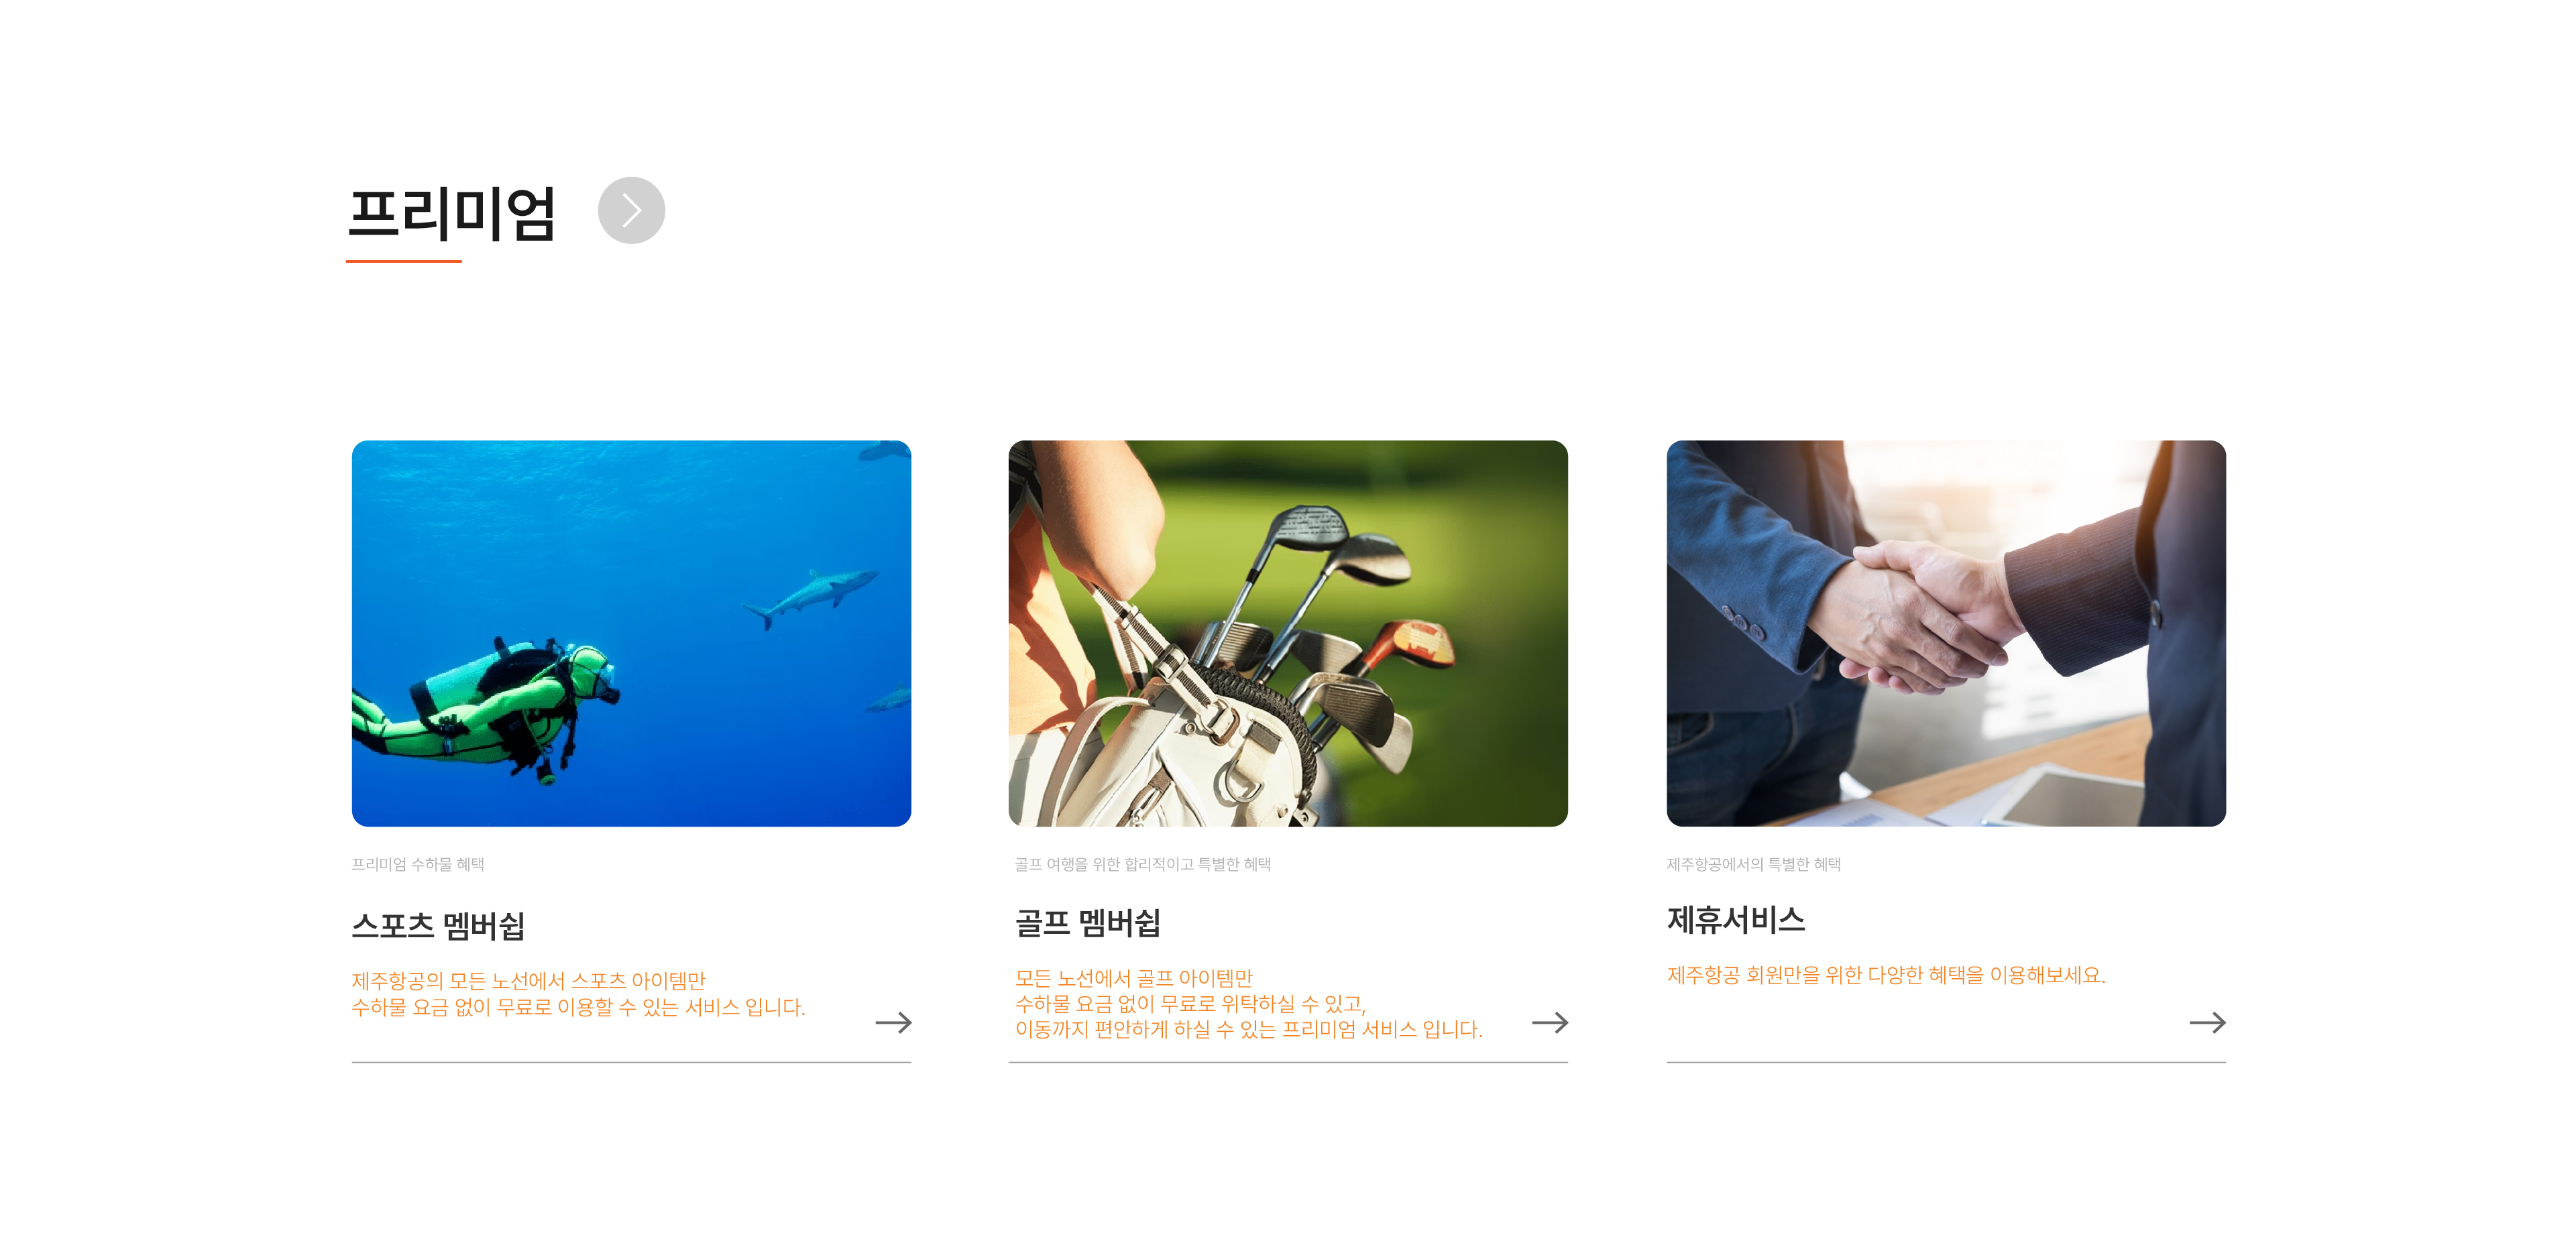 프리미엄
프리미엄 수하물 혜택
스포츠 멤버쉽
제주항공의 모든 노선에서 스포츠 아이템만
수하물 요금 없이 무료로 이용할 수 있는 서비스 입니다.
골프 여행을 위한 합리적이고 특별한 혜택
골프 멤버쉽
모든 노선에서 골프 아이템만
수하물 요금 없이 무료로 위탁하실 수 있고,
이동까지 편안하게 하실 수 있는 프리미엄 서비스 입니다.
제주항공에서의 특별한 혜택
제휴서비스
제주항공 회원만을 위한 다양한 혜택을 이용해보세요.